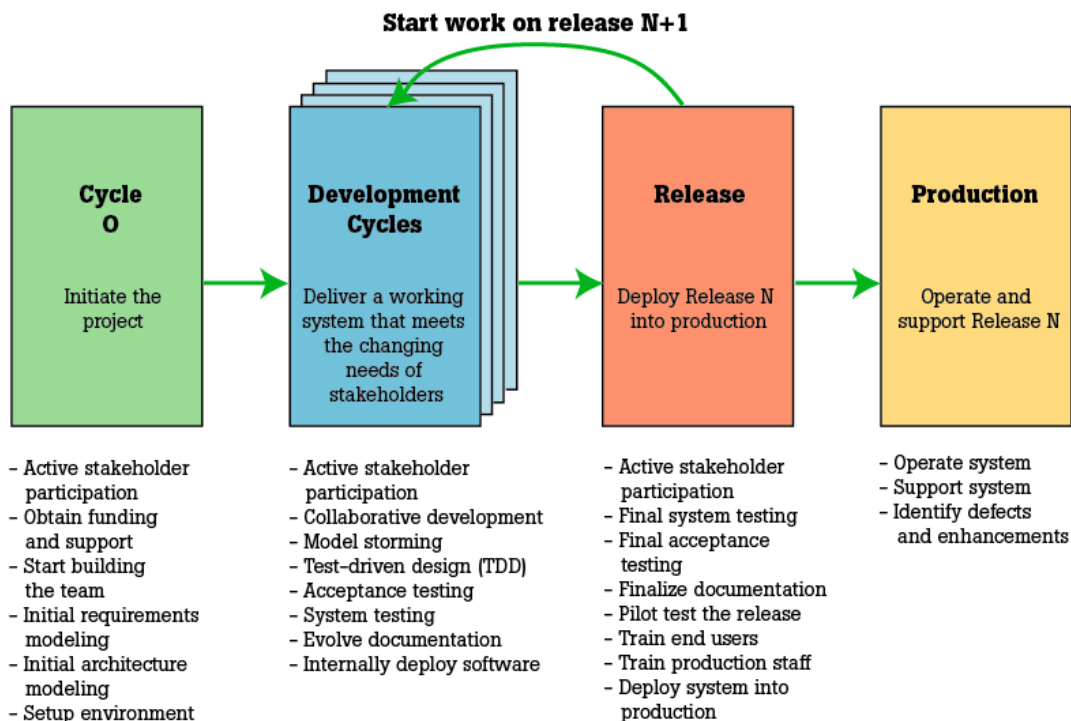 Start work on release N+1
Cycle
0
Initiate the
project
Development
Cycles
Deliver a working
system that meets
the changing
needs of
stakeholders
Release
Deploy Release N
into production
Production
Operate and
support Release N
– Active stakeholder
participation
– Obtain funding
and support
– Start building
the team
– Initial requirements
modeling
– Initial architecture
modeling
– Setup environment
– Active stakeholder
participation
– Collaborative development
– Model storming
– Test–driven design (TDD)
– Acceptance testing
– System testing
– Evolve documentation
– Internally deploy software
– Active stakeholder
participation
– Final system testing
– Final acceptance
testing
– Finalize documentation
– Pilot test the release
– Train end users
– Train production staff
– Deploy system into
production
– Operate system
– Support system
– Identify defects
and enhancements